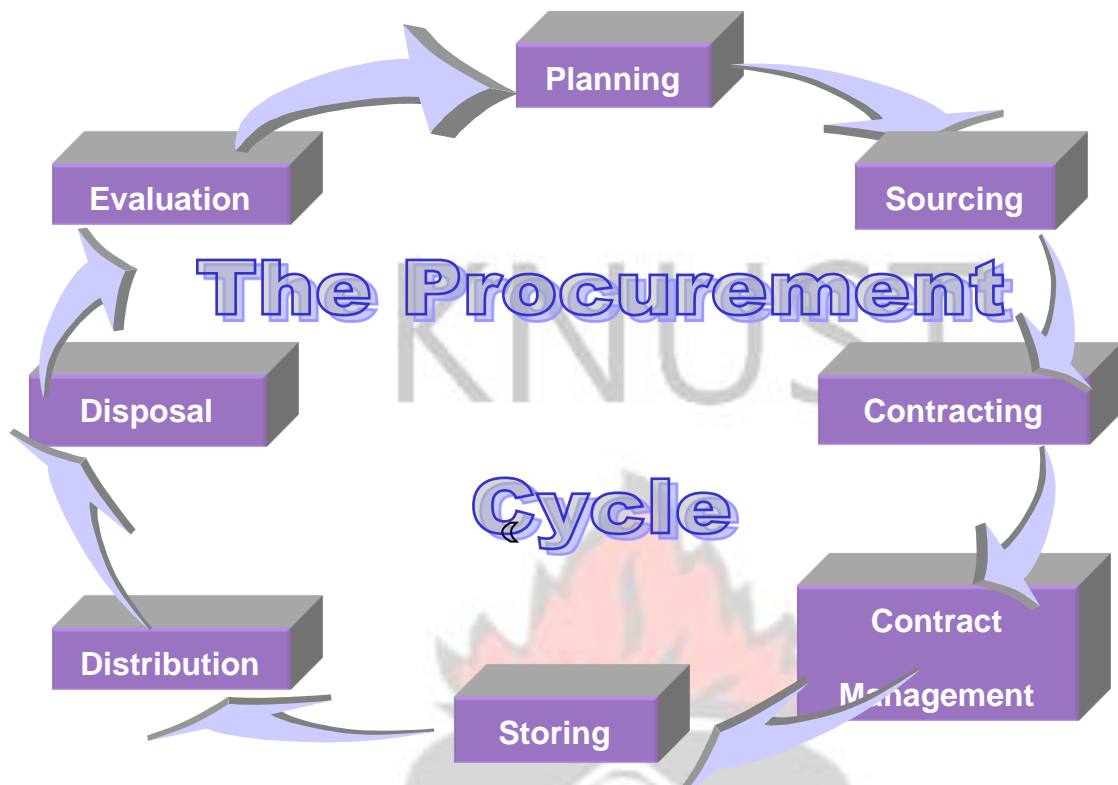 Planning
Evaluation
Sourcing
The Procurement
KNUST
Disposal
Contracting
Cycle
Contract
Management
Distribution
Storing